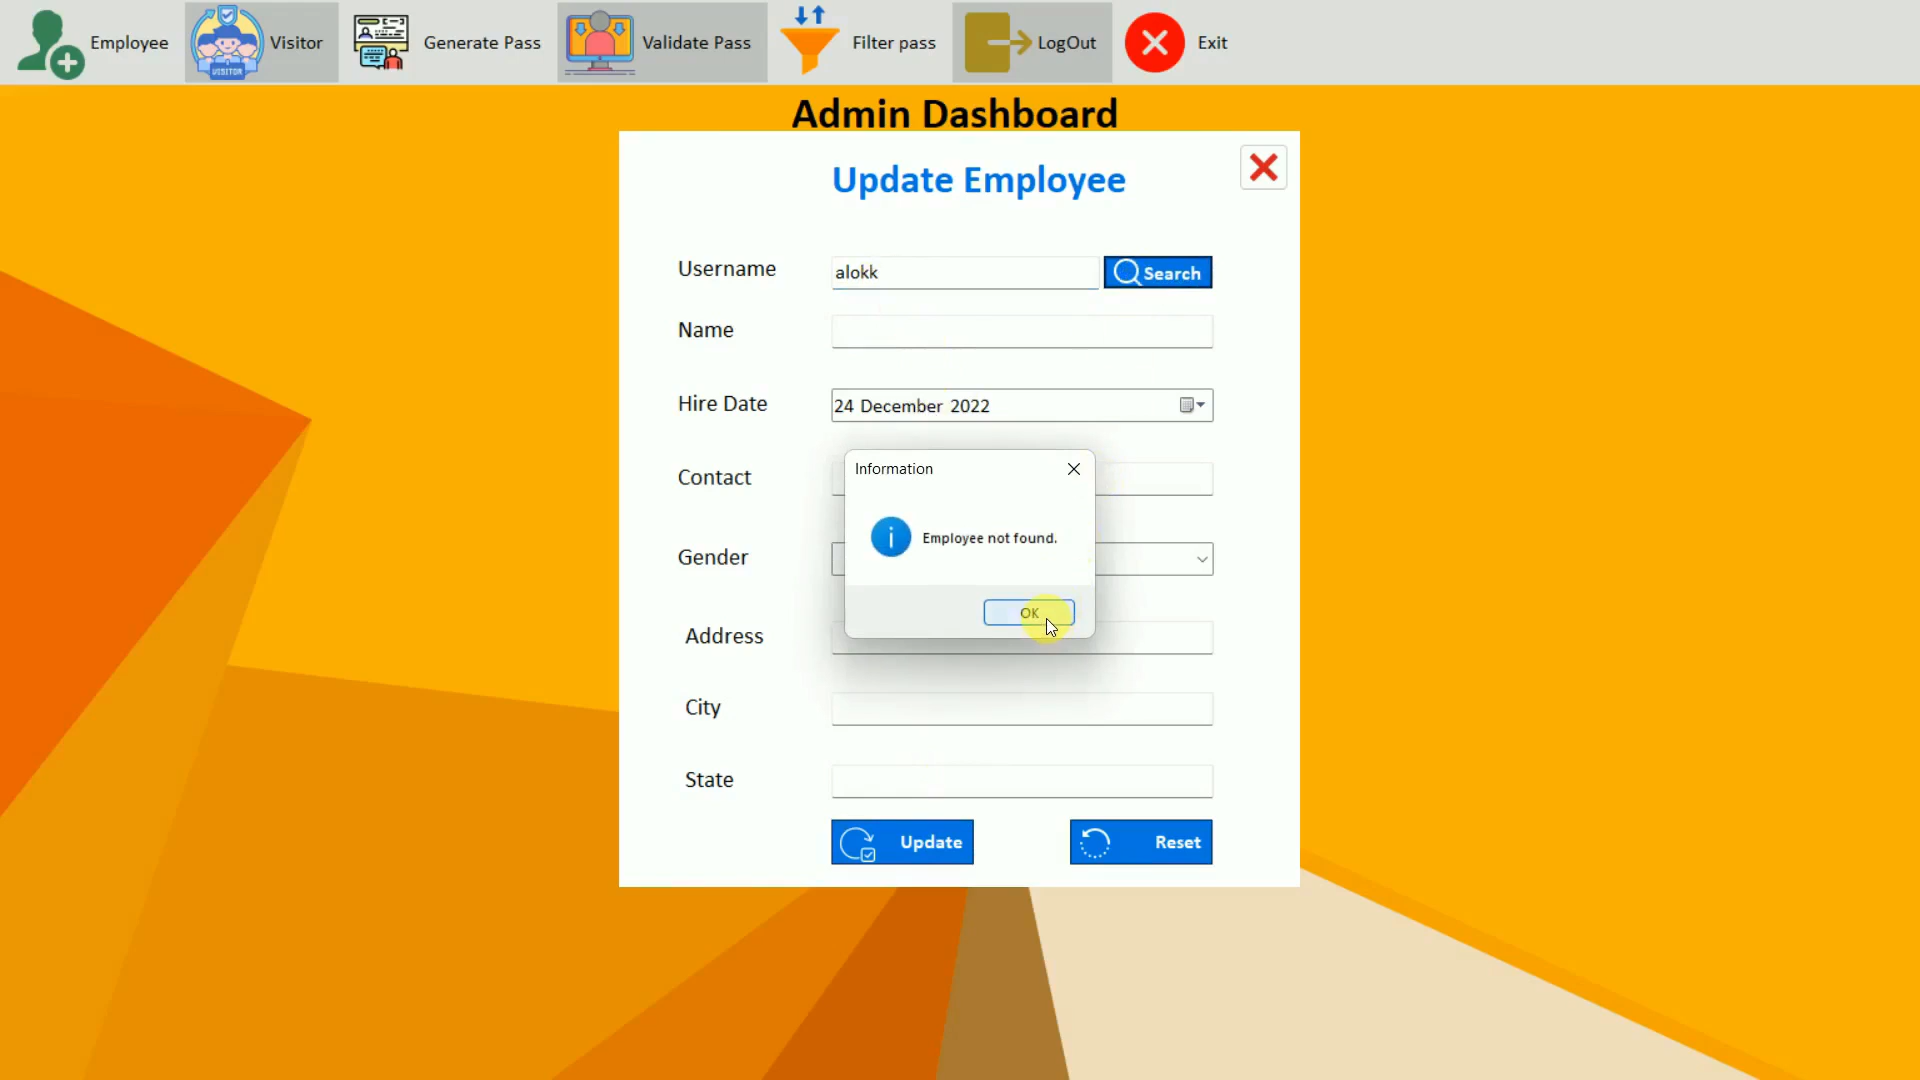 Employee
VISITOR
Visitor
Generate Pass
Validate Pass
Filter pass
LogOut
Exit
Admin Dashboard
Update Employee
Username
alokk
Search
Name
Hire Date
24 December 2022
Contact
Information
Employee not found.
Gender
OK
Address
City
State
Update
Reset